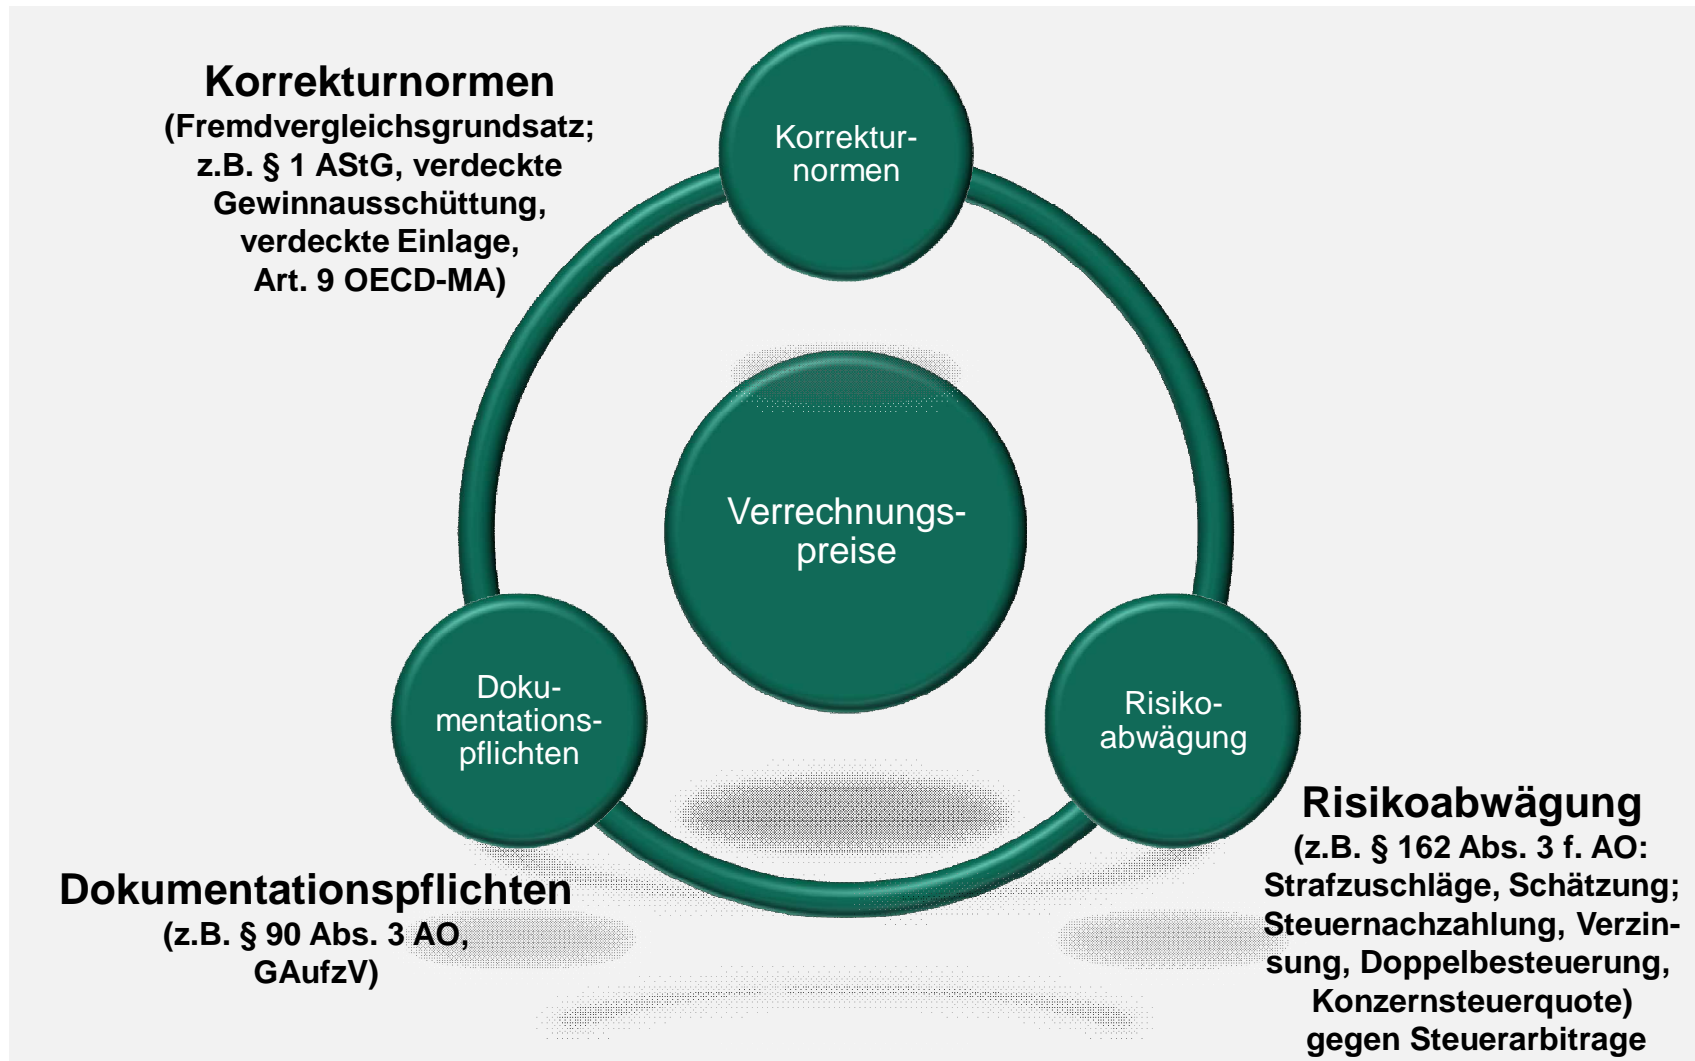 Korrekturnormen
(Fremdvergleichsgrundsatz;
z.B. § 1 AStG, verdeckte
Gewinnausschüttung,
verdeckte Einlage,
Art. 9 OECD-MA)
Korrektur-
normen
Verrechnungs-
preise
Doku-
mentations-
pflichten
Risiko-
abwägung
Dokumentationspflichten
(z.B. § 90 Abs. 3 AO,
GAufzV)
Risikoabwägung
(z.B. § 162 Abs. 3 f. AO:
Strafzuschläge, Schätzung;
Steuernachzahlung, Verzin-
sung, Doppelbesteuerung,
Konzernsteuerquote)
gegen Steuerarbitrage